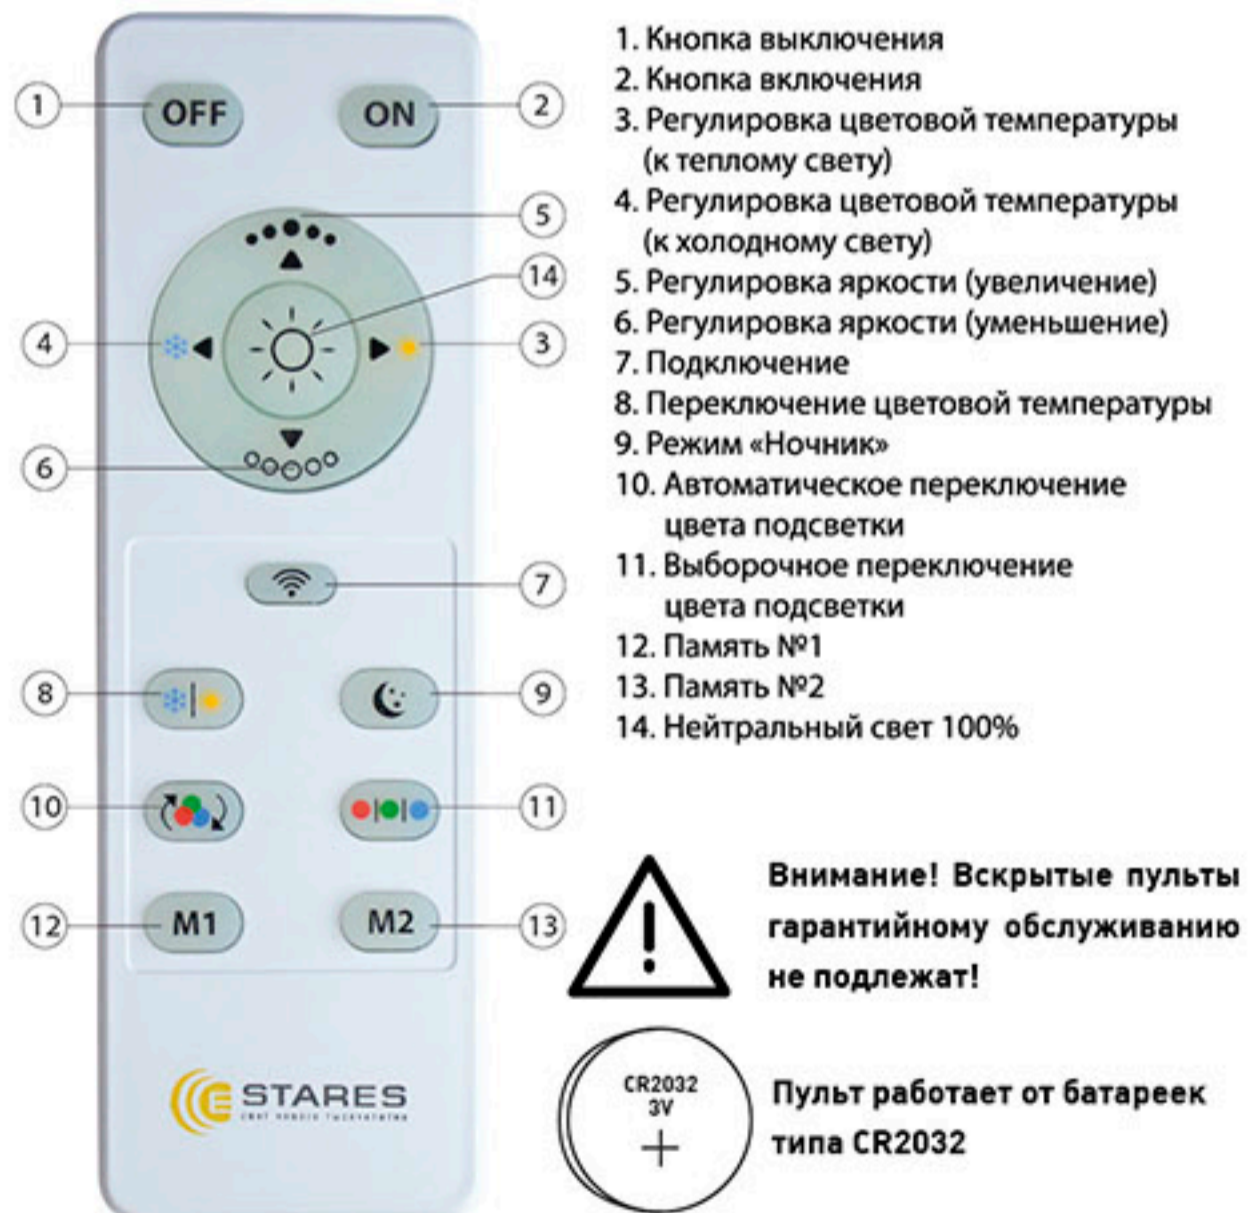 OFF
ON
1
2
5
14
4
3
6
7
8
9
10
11
M1
M2
12
13
ESTARES
1. Кнопка выключения
2. Кнопка включения
3. Регулировка цветовой температуры
(к теплому свету)
4. Регулировка цветовой температуры
(к холодному свету)
5. Регулировка яркости (увеличение)
6. Регулировка яркости (уменьшение)
7. Подключение
8. Переключение цветовой температуры
9. Режим «Ночник»
10. Автоматическое переключение
цвета подсветки
11. Выборочное переключение
цвета подсветки
12. Память №1
13. Память №2
14. Нейтральный свет 100%
Внимание! Вскрытые пульты
гарантийному обслуживанию
не подлежат!
CR2032
3V
+
Пульт работает от батареек
типа CR2032